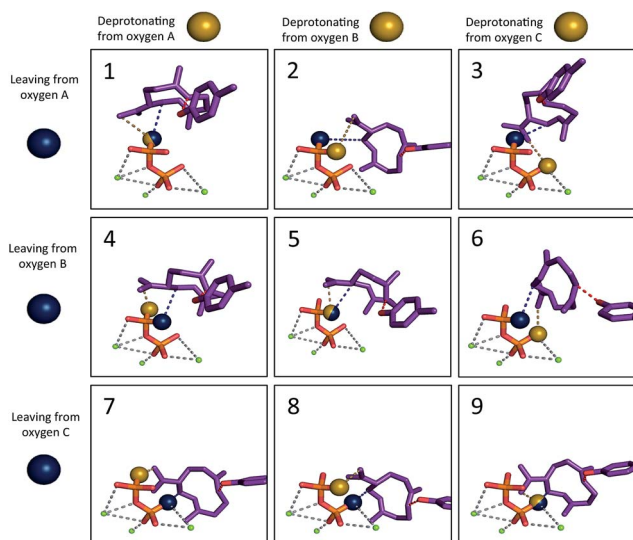 Deprotonating
from oxygen A
Deprotonating
from oxygen B
Deprotonating
from oxygen C
Leaving from
oxygen A
1
2
3
Leaving from
oxygen B
4
5
6
Leaving from
oxygen C
7
8
9